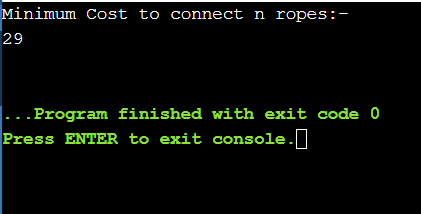 Minimum Cost to connect n ropes:-
29
...Program finished with exit code 0
Press ENTER to exit console.